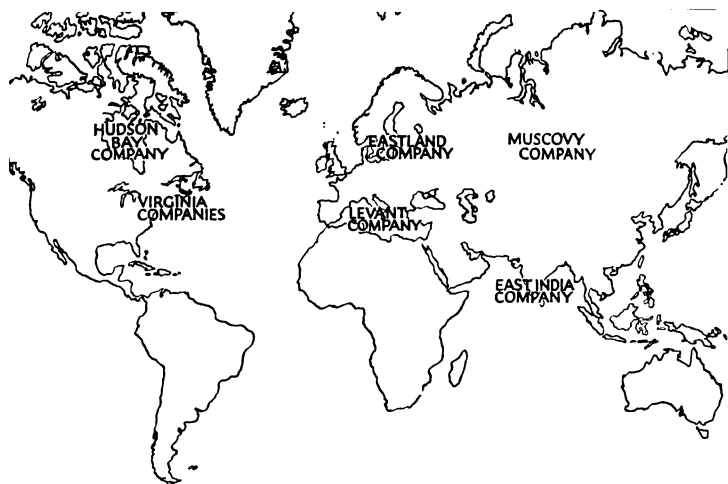 HUDSON
BAY
COMPANY
EASTLAND
COMPANY
MUSCOVY
COMPANY
VIRGINIA
COMPANIES
LEVANT
COMPANY
EAST INDIA
COMPANY